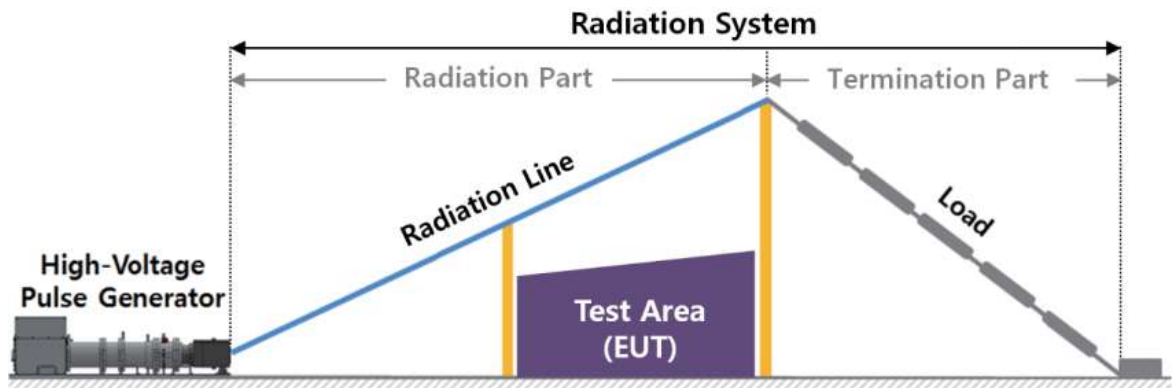 Radiation System
Radiation Part
Termination Part
Radiation Line
Load
High-Voltage
Pulse Generator
Test Area
(EUT)